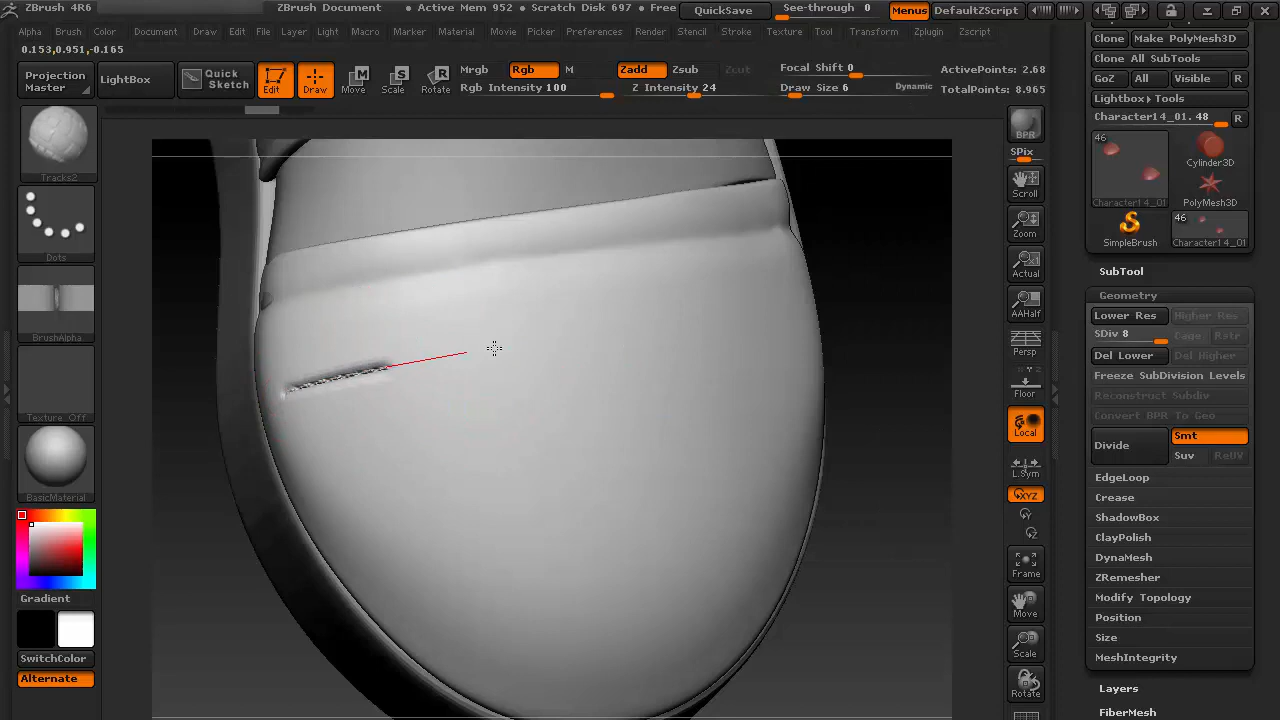 ZBrush 4R6
ZBrush Document
• Active Mem 952
• Scratch Disk 697
• Free
QuickSave
See-through 0
Menus
DefaultZScript
Alpha Brush Color Document Draw Edit File Layer Light Macro Marker Material Movie Picker Preferences Render Stencil Stroke Texture Tool Transform Zplugin Zscript
0.153,0.951,-0.165
Projection
Master
LightBox
Quick
Sketch
Edit
Draw
Move
Scale
Rotate
Mrgb
Rgb
M
Rgb Intensity 100
Zadd
Zsub
Zcut
Z Intensity 24
Focal Shift 0
Draw Size 6
Dynamic
ActivePoints: 2.68
TotalPoints: 8.965
Tracks2
Dots
BrushAlpha
Texture Off
BasicMaterial
Gradient
SwitchColor
Alternate
BPR
SPix
Scroll
Zoom
Actual
AAHalf
Persp
Floor
Local
L.Sym
XYZ
Y
Z
Frame
Move
Scale
Rotate
Clone
Make PolyMesh3D
Clone All SubTools
GoZ
All
Visible
R
Lightbox▸Tools
Character14_01. 48
R
46
Character14_01
Cylinder3D
PolyMesh3D
SimpleBrush
46
Character14_01
SubTool
Geometry
Lower Res
Higher Res
SDiv 8
Cage
Rstr
Del Lower
Del Higher
Freeze SubDivision Levels
Reconstruct Subdiv
Convert BPR To Geo
Divide
Smt
Suv
RelUV
EdgeLoop
Crease
ShadowBox
ClayPolish
DynaMesh
ZRemesher
Modify Topology
Position
Size
MeshIntegrity
Layers
FiberMesh